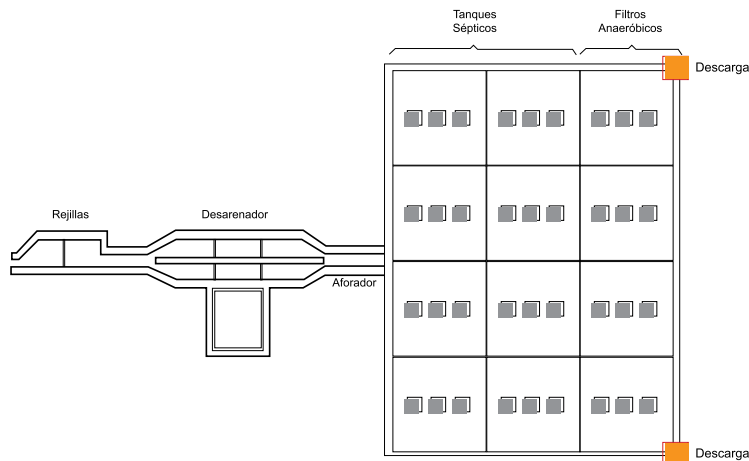 Tanques
Sépticos
Filtros
Anaeróbicos
Descarga
Rejillas
Desarenador
Aforador
Descarga